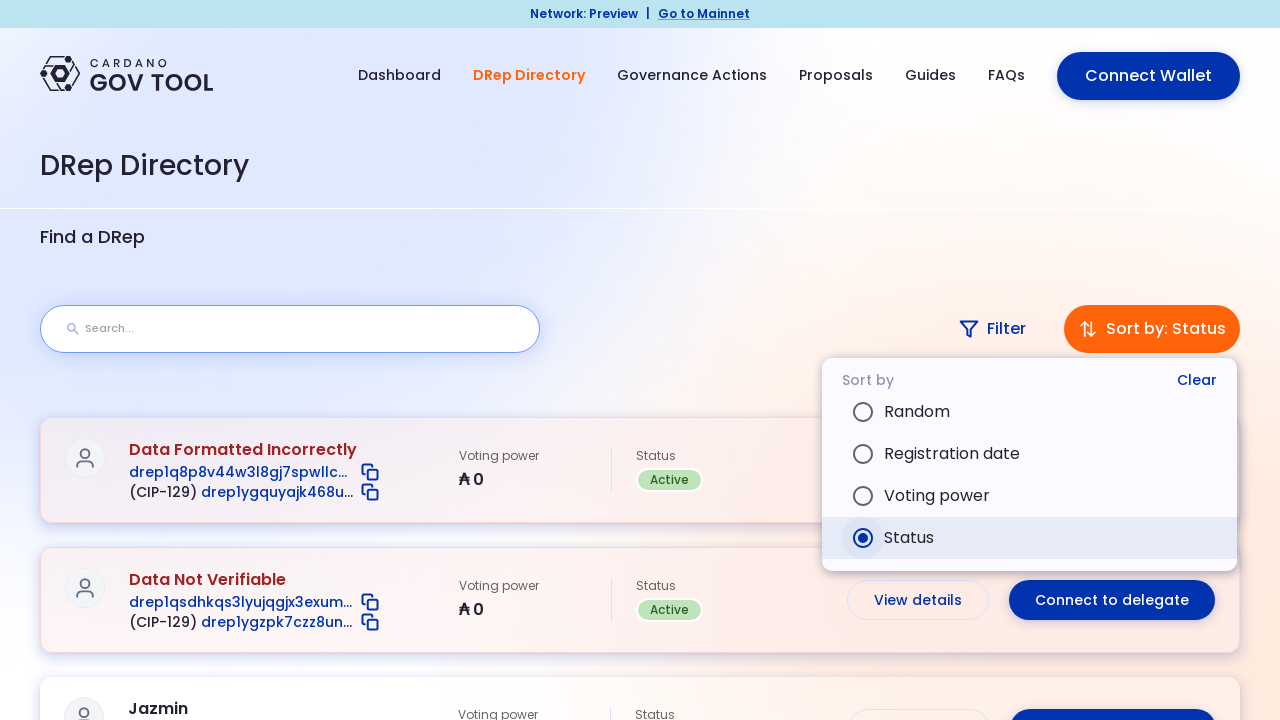 Network: Preview | Go to Mainnet
CARDANO
GOV TOOL
Dashboard
DRep Directory
Governance Actions
Proposals
Guides
FAQs
Connect Wallet
DRep Directory
Find a DRep
Search...
Filter
Sort by: Status
Sort by
Clear
Random
Registration date
Voting power
Status
Data Formatted Incorrectly
drep1q8p8v44w3l8gj7spwllc...
(CIP-129) drep1ygquyajk468u...
Voting power
₳ 0
Status
Active
Data Not Verifiable
drep1qsdhkqs3lyujqgjx3exum...
(CIP-129) drep1ygzpk7czz8un...
Voting power
₳ 0
Status
Active
View details
Connect to delegate
Jazmin
Voting power
Status